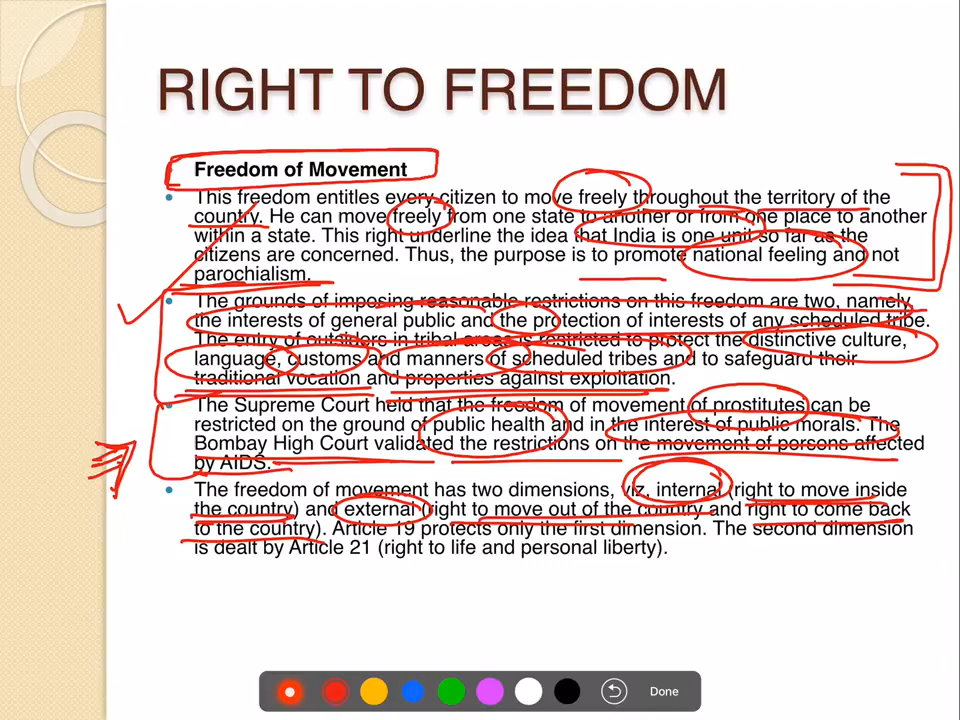 RIGHT TO FREEDOM
Freedom of Movement
This freedom entitles every citizen to move freely throughout the territory of the
country. He can move freely from one state to another or from one place to another
within a state. This right underline the idea that India is one unit so far as the
citizens are concerned. Thus, the purpose is to promote national feeling and not
parochialism.
The grounds of imposing reasonable restrictions on this freedom are two, namely,
the interests of general public and the protection of interests of any scheduled tribe.
The entry of outsiders in tribal areas is restricted to protect the distinctive culture,
language, customs and manners of scheduled tribes and to safeguard their
traditional vocation and properties against exploitation.
The Supreme Court held that the freedom of movement of prostitutes can be
restricted on the ground of public health and in the interest of public morals. The
Bombay High Court validated the restrictions on the movement of persons affected
by AIDS.
The freedom of movement has two dimensions, viz, internal (right to move inside
the country) and external (right to move out of the country and right to come back
to the country). Article 19 protects only the first dimension. The second dimension
is dealt by Article 21 (right to life and personal liberty).
Done